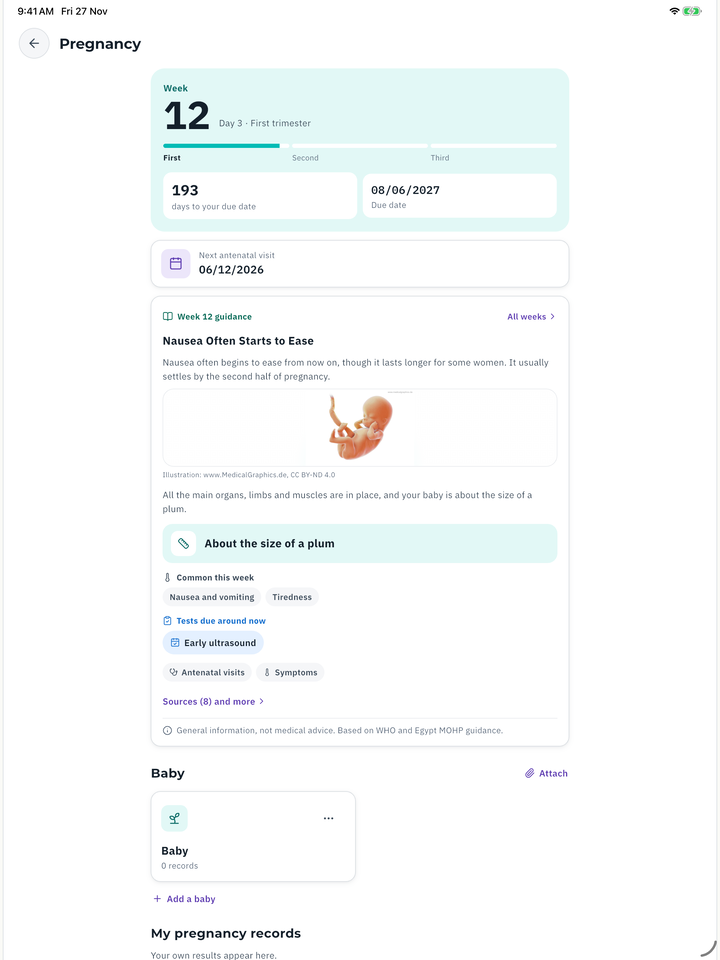 9:41 AM Fri 27 Nov
Pregnancy
Week
12
Day 3 · First trimester
First
Second
Third
193
days to your due date
08/06/2027
Due date
Next antenatal visit
06/12/2026
Week 12 guidance
All weeks
Nausea Often Starts to Ease
Nausea often begins to ease from now on, though it lasts longer for some women. It usually
settles by the second half of pregnancy.
Illustration: www.MedicalGraphics.de, CC BY-ND 4.0
All the main organs, limbs and muscles are in place, and your baby is about the size of a
plum.
About the size of a plum
Common this week
Nausea and vomiting
Tiredness
Tests due around now
Early ultrasound
Antenatal visits
Symptoms
Sources (8) and more
General information, not medical advice. Based on WHO and Egypt MOHP guidance.
Baby
Attach
Baby
0 records
Add a baby
My pregnancy records
Your own results appear here.